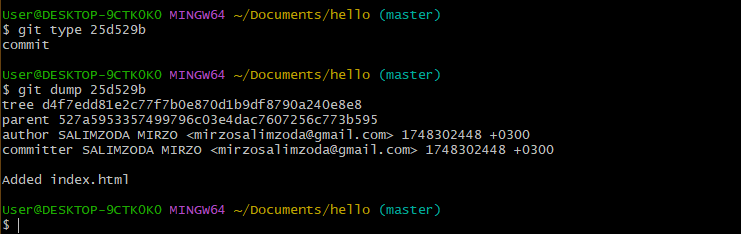 User@DESKTOP-9CTK0K0 MINGW64 ~/Documents/hello (master)
$ git type 25d529b
commit
User@DESKTOP-9CTK0K0 MINGW64 ~/Documents/hello (master)
$ git dump 25d529b
tree d4f7edd81e2c77f7b0e870d1b9df8790a240e8e8
parent 527a5953357499796c03e4dac7607256c773b595
author SALIMZODA MIRZO <mirzosalimzoda@gmail.com> 1748302448 +0300
committer SALIMZODA MIRZO <mirzosalimzoda@gmail.com> 1748302448 +0300
Added index.html
User@DESKTOP-9CTK0K0 MINGW64 ~/Documents/hello (master)
$